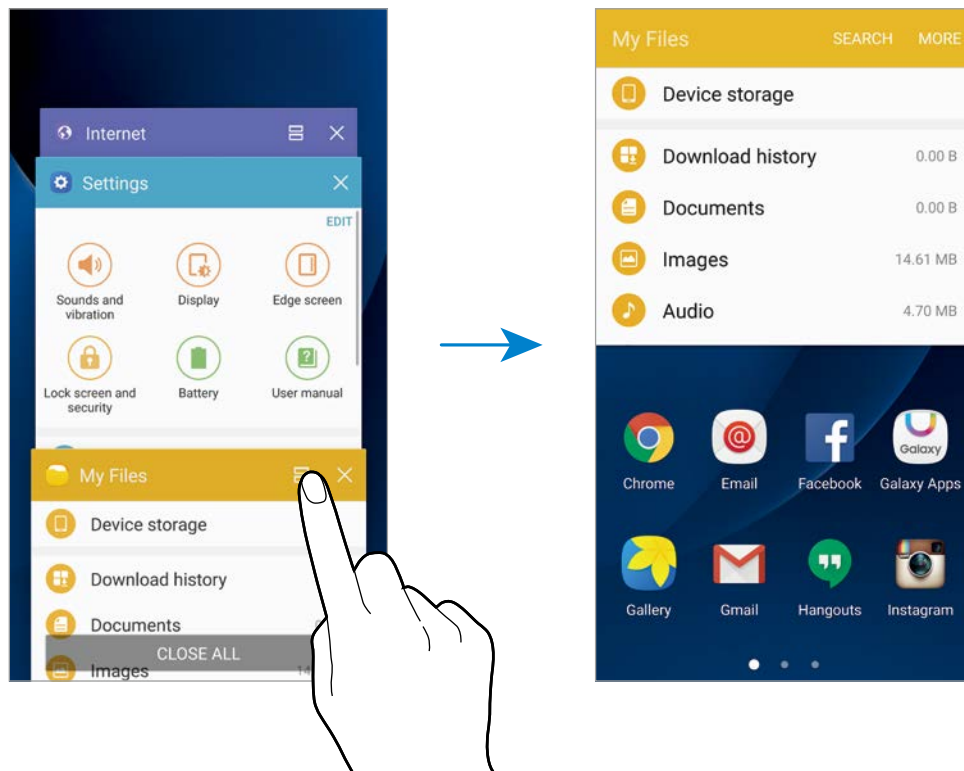 Internet
Settings
EDIT
Sounds and
vibration
Display
Edge screen
Lock screen and
security
Battery
User manual
My Files
Device storage
Download history
Documents
CLOSE ALL
Images
My Files SEARCH MORE
Device storage
Download history 0.00 B
Documents 0.00 B
Images 14.61 MB
Audio 4.70 MB
Galaxy
Chrome Email Facebook Galaxy Apps
Gallery Gmail Hangouts Instagram